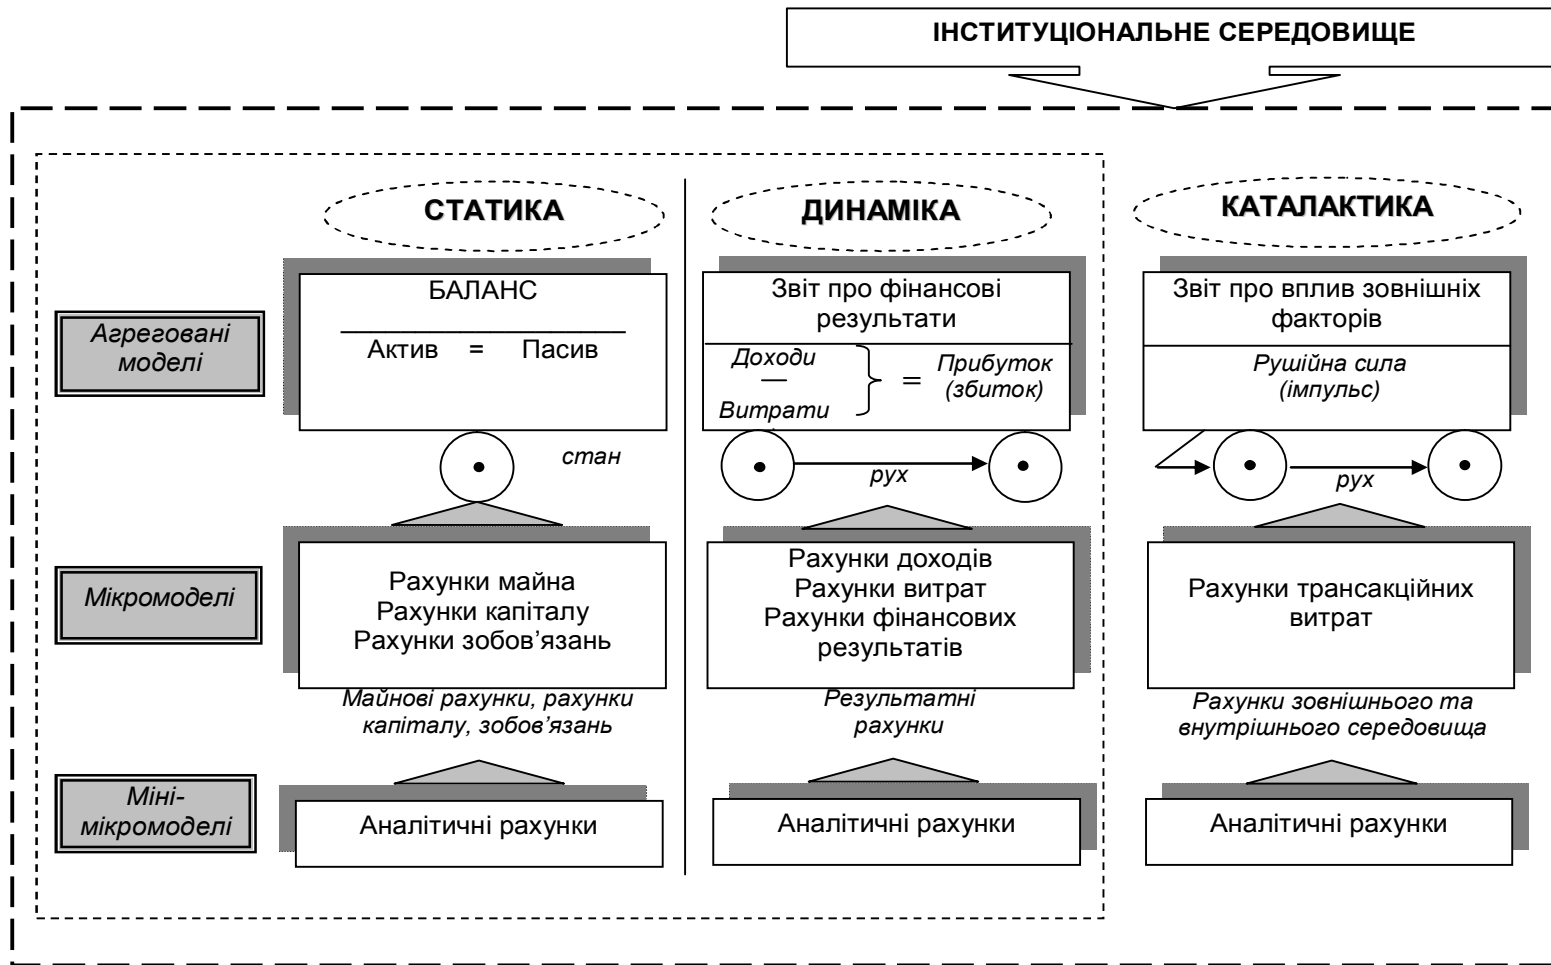 ІНСТИТУЦІОНАЛЬНЕ СЕРЕДОВИЩЕ
СТАТИКА
ДИНАМІКА
КАТАЛАКТИКА
Агреговані
моделі
БАЛАНС
Актив = Пасив
Звіт про фінансові
результати
Доходи
—
Витрати
= Прибуток
(збиток)
Звіт про вплив зовнішніх
факторів
Рушійна сила
(імпульс)
стан
рух
рух
Мікромоделі
Рахунки майна
Рахунки капіталу
Рахунки зобов’язань
Рахунки доходів
Рахунки витрат
Рахунки фінансових
результатів
Рахунки трансакційних
витрат
Майнові рахунки, рахунки
капіталу, зобов’язань
Результатні
рахунки
Рахунки зовнішнього та
внутрішнього середовища
Міні-
мікромоделі
Аналітичні рахунки
Аналітичні рахунки
Аналітичні рахунки